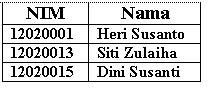 NIM Nama
12020001 Heri Susanto
12020013 Siti Zulaiha
12020015 Dini Susanti